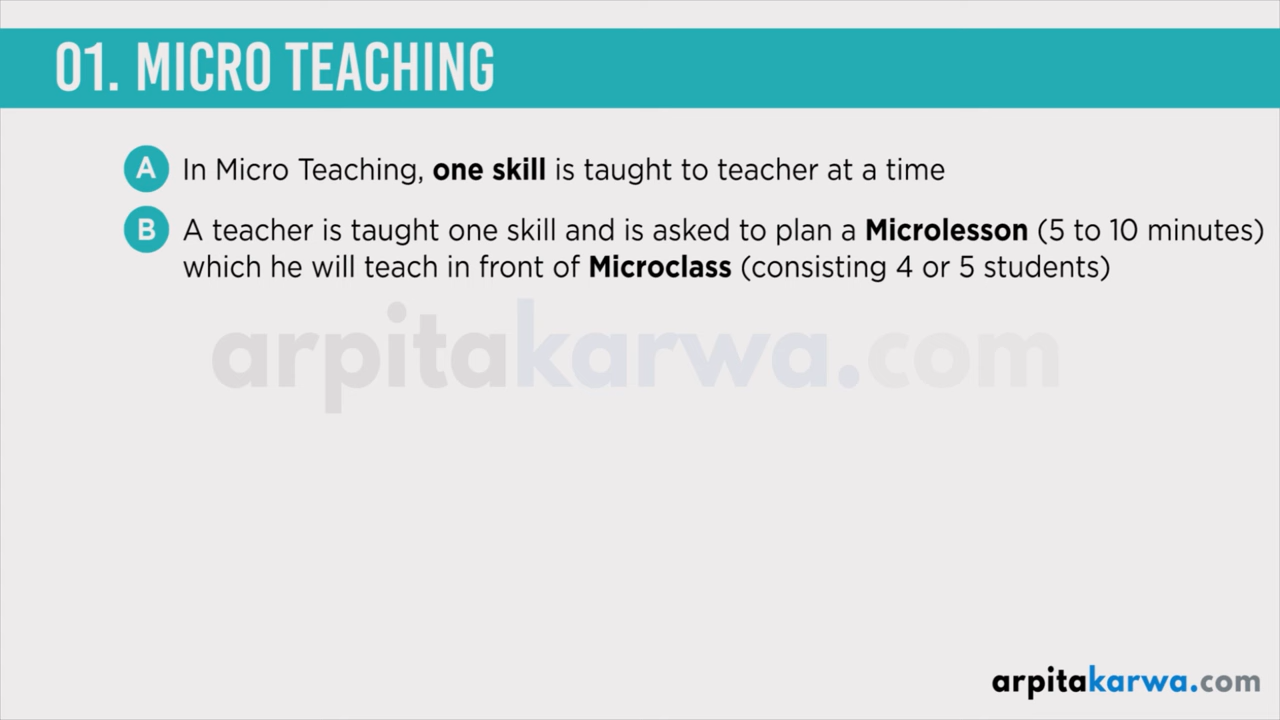 01. MICRO TEACHING
A In Micro Teaching, one skill is taught to teacher at a time
B A teacher is taught one skill and is asked to plan a Microlesson (5 to 10 minutes)
which he will teach in front of Microclass (consisting 4 or 5 students)
arpitakarwa.com
arpitakarwa.com